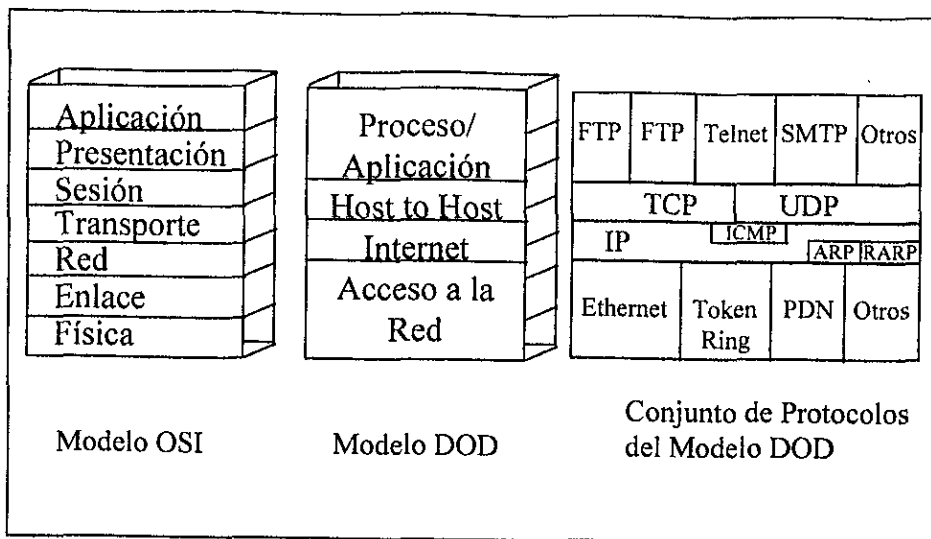 Aplicación
Presentación
Sesión
Transporte
Red
Enlace
Física
Modelo OSI
Proceso/
Aplicación
Host to Host
Internet
Acceso a la
Red
Modelo DOD
FTP FTP Telnet SMTP Otros
TCP UDP
IP ICMP ARP RARP
Ethernet Token Ring PDN Otros
Conjunto de Protocolos
del Modelo DOD